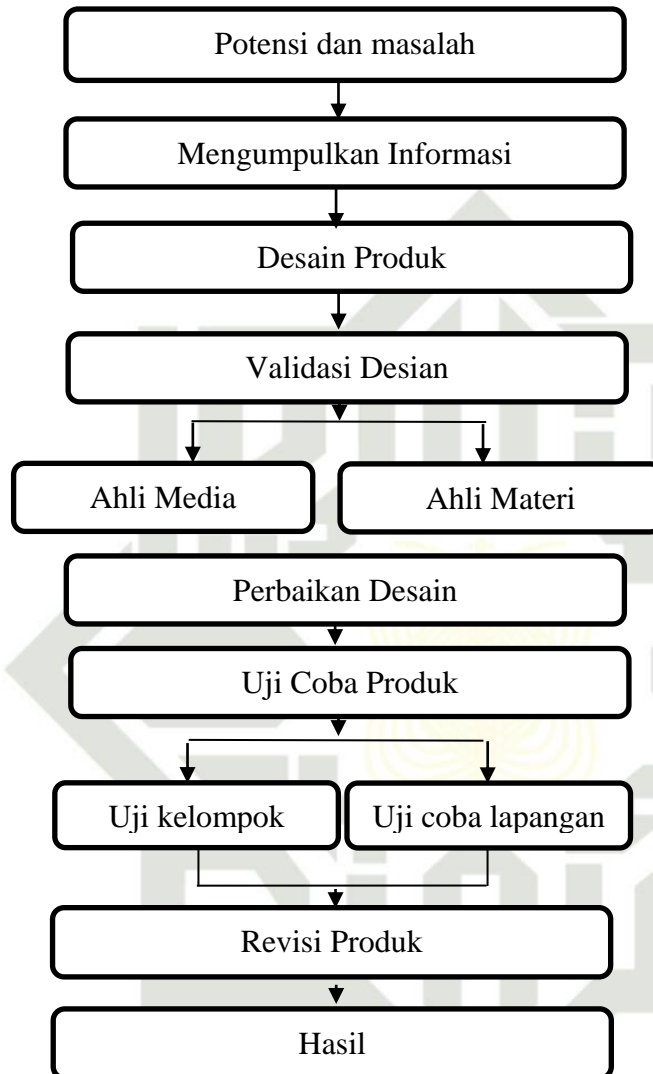 Potensi dan masalah
Mengumpulkan Informasi
Desain Produk
Validasi Desian
Ahli Media
Ahli Materi
Perbaikan Desain
Uji Coba Produk
Uji kelompok
Uji coba lapangan
Revisi Produk
Hasil